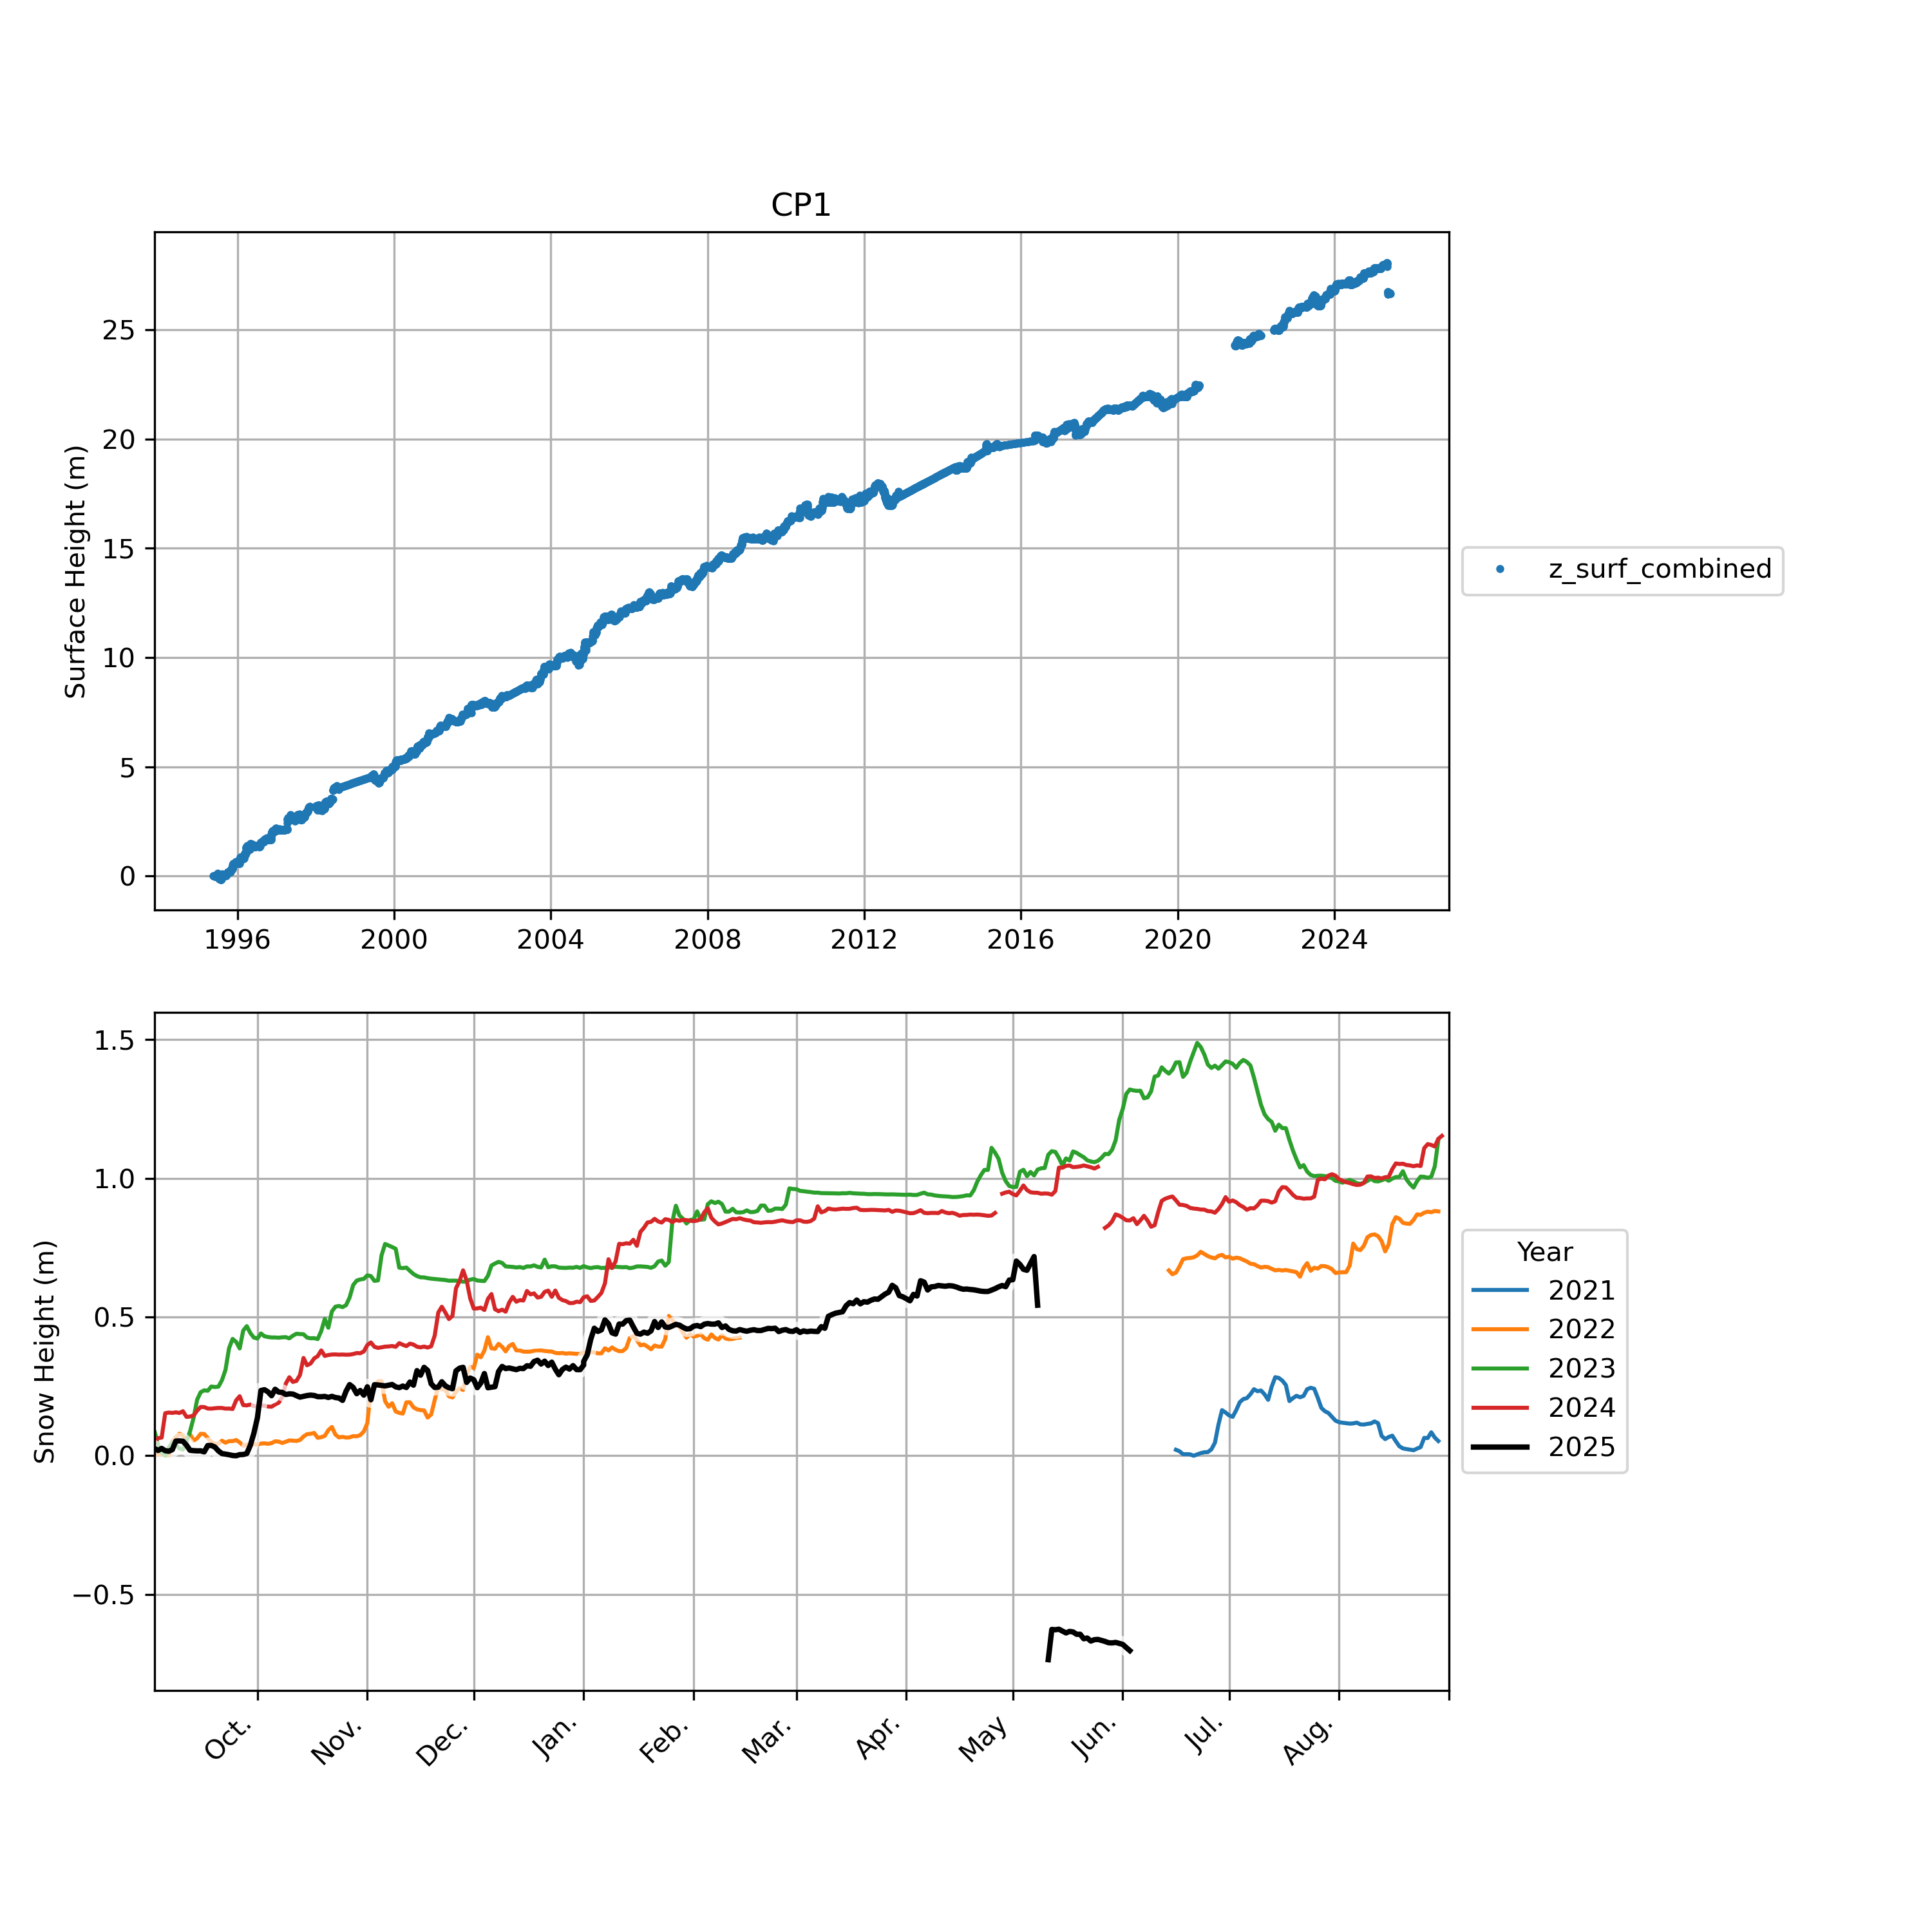 CP1
Surface Height (m)
25
20
15
10
5
0
1996 2000 2004 2008 2012 2016 2020 2024
z_surf_combined
Snow Height (m)
1.5
1.0
0.5
0.0
−0.5
Oct. Nov. Dec. Jan. Feb. Mar. Apr. May Jun. Jul. Aug.
Year
2021
2022
2023
2024
2025